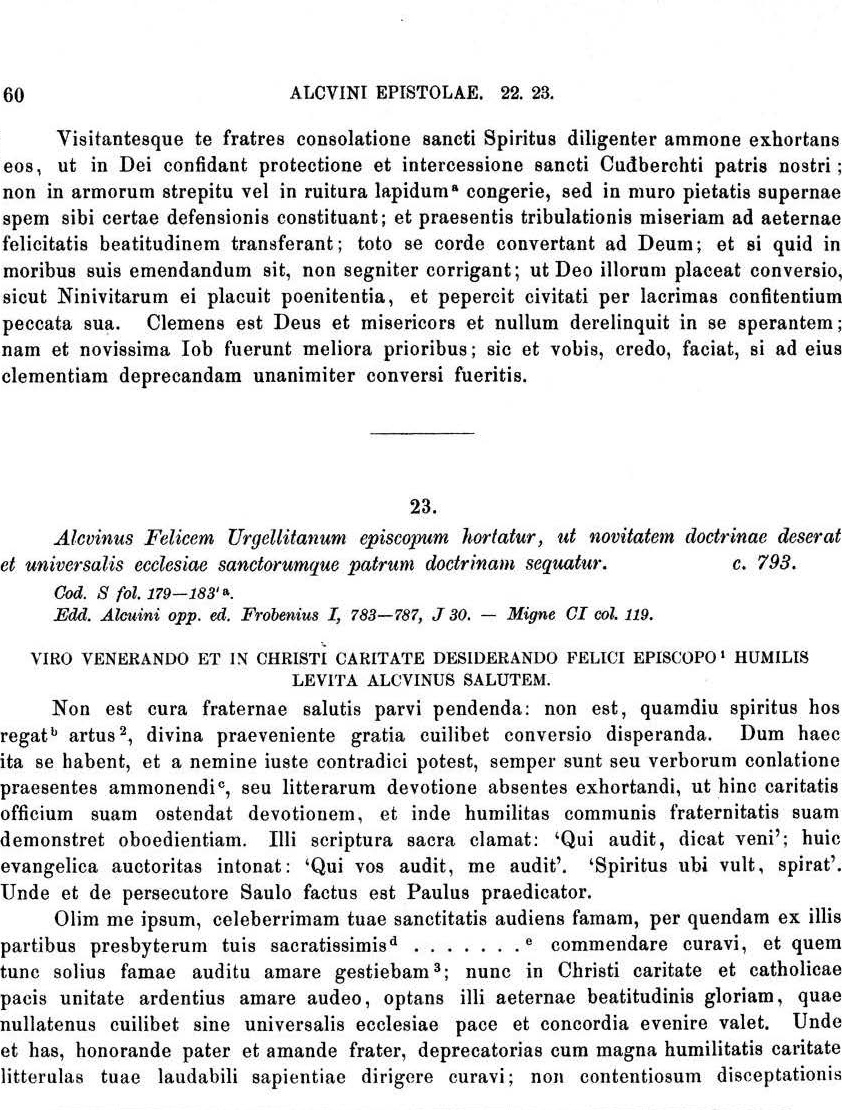 60 ALCVINI EPISTOLAE. 22. 23.
Visitantesque te fratres consolatione sancti Spiritus diligenter ammone exhortans
eos, ut in Dei confidant protectione et intercessione sancti Cudberchti patris nostri;
non in armorum strepitu vel in ruitura lapidumᵃ congerie, sed in muro pietatis supernae
spem sibi certae defensionis constituant; et praesentis tribulationis miseriam ad aeternae
felicitatis beatitudinem transferant; toto se corde convertant ad Deum; et si quid in
moribus suis emendandum sit, non segniter corrigant; ut Deo illorum placeat conversio,
sicut Ninivitarum ei placuit poenitentia, et pepercit civitati per lacrimas confitentium
peccata sua. Clemens est Deus et misericors et nullum derelinquit in se sperantem;
nam et novissima Iob fuerunt meliora prioribus; sic et vobis, credo, faciat, si ad eius
clementiam deprecandam unanimiter conversi fueritis.
23.
Alcvinus Felicem Urgellitanum episcopum hortatur, ut novitatem doctrinae deserat
et universalis ecclesiae sanctorumque patrum doctrinam sequatur. c. 793.
Cod. S fol. 179—183'ᵃ.
Edd. Alcuini opp. ed. Frobenius I, 783—787, J 30. — Migne CI col. 119.
VIRO VENERANDO ET IN CHRISTI CARITATE DESIDERANDO FELICI EPISCOPO¹ HUMILIS
LEVITA ALCVINUS SALUTEM.
Non est cura fraternae salutis parvi pendenda: non est, quamdiu spiritus hos
regatᵇ artus², divina praeveniente gratia cuilibet conversio disperanda. Dum haec
ita se habent, et a nemine iuste contradici potest, semper sunt seu verborum conlatione
praesentes ammonendiᶜ, seu litterarum devotione absentes exhortandi, ut hinc caritatis
officium suam ostendat devotionem, et inde humilitas communis fraternitatis suam
demonstret oboedientiam. Illi scriptura sacra clamat: ‘Qui audit, dicat veni’; huic
evangelica auctoritas intonat: ‘Qui vos audit, me audit’. ‘Spiritus ubi vult, spirat’.
Unde et de persecutore Saulo factus est Paulus praedicator.
Olim me ipsum, celeberrimam tuae sanctitatis audiens famam, per quendam ex illis
partibus presbyterum tuis sacratissimisᵈ . . . . . . . ᵉ commendare curavi, et quem
tunc solius famae auditu amare gestiebam³; nunc in Christi caritate et catholicae
pacis unitate ardentius amare audeo, optans illi aeternae beatitudinis gloriam, quae
nullatenus cuilibet sine universalis ecclesiae pace et concordia evenire valet. Unde
et has, honorande pater et amande frater, deprecatorias cum magna humilitatis caritate
litterulas tuae laudabili sapientiae dirigere curavi; non contentiosum disceptationis